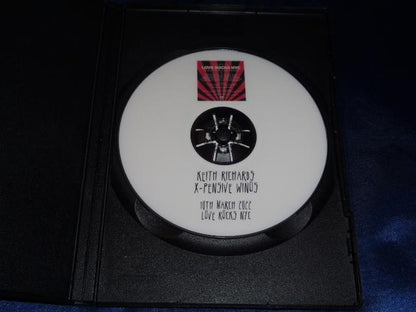 KEITH RICHARDS
X-PENSIVE WINOS
10TH MARCH 2022
LOVE ROCKS NYC